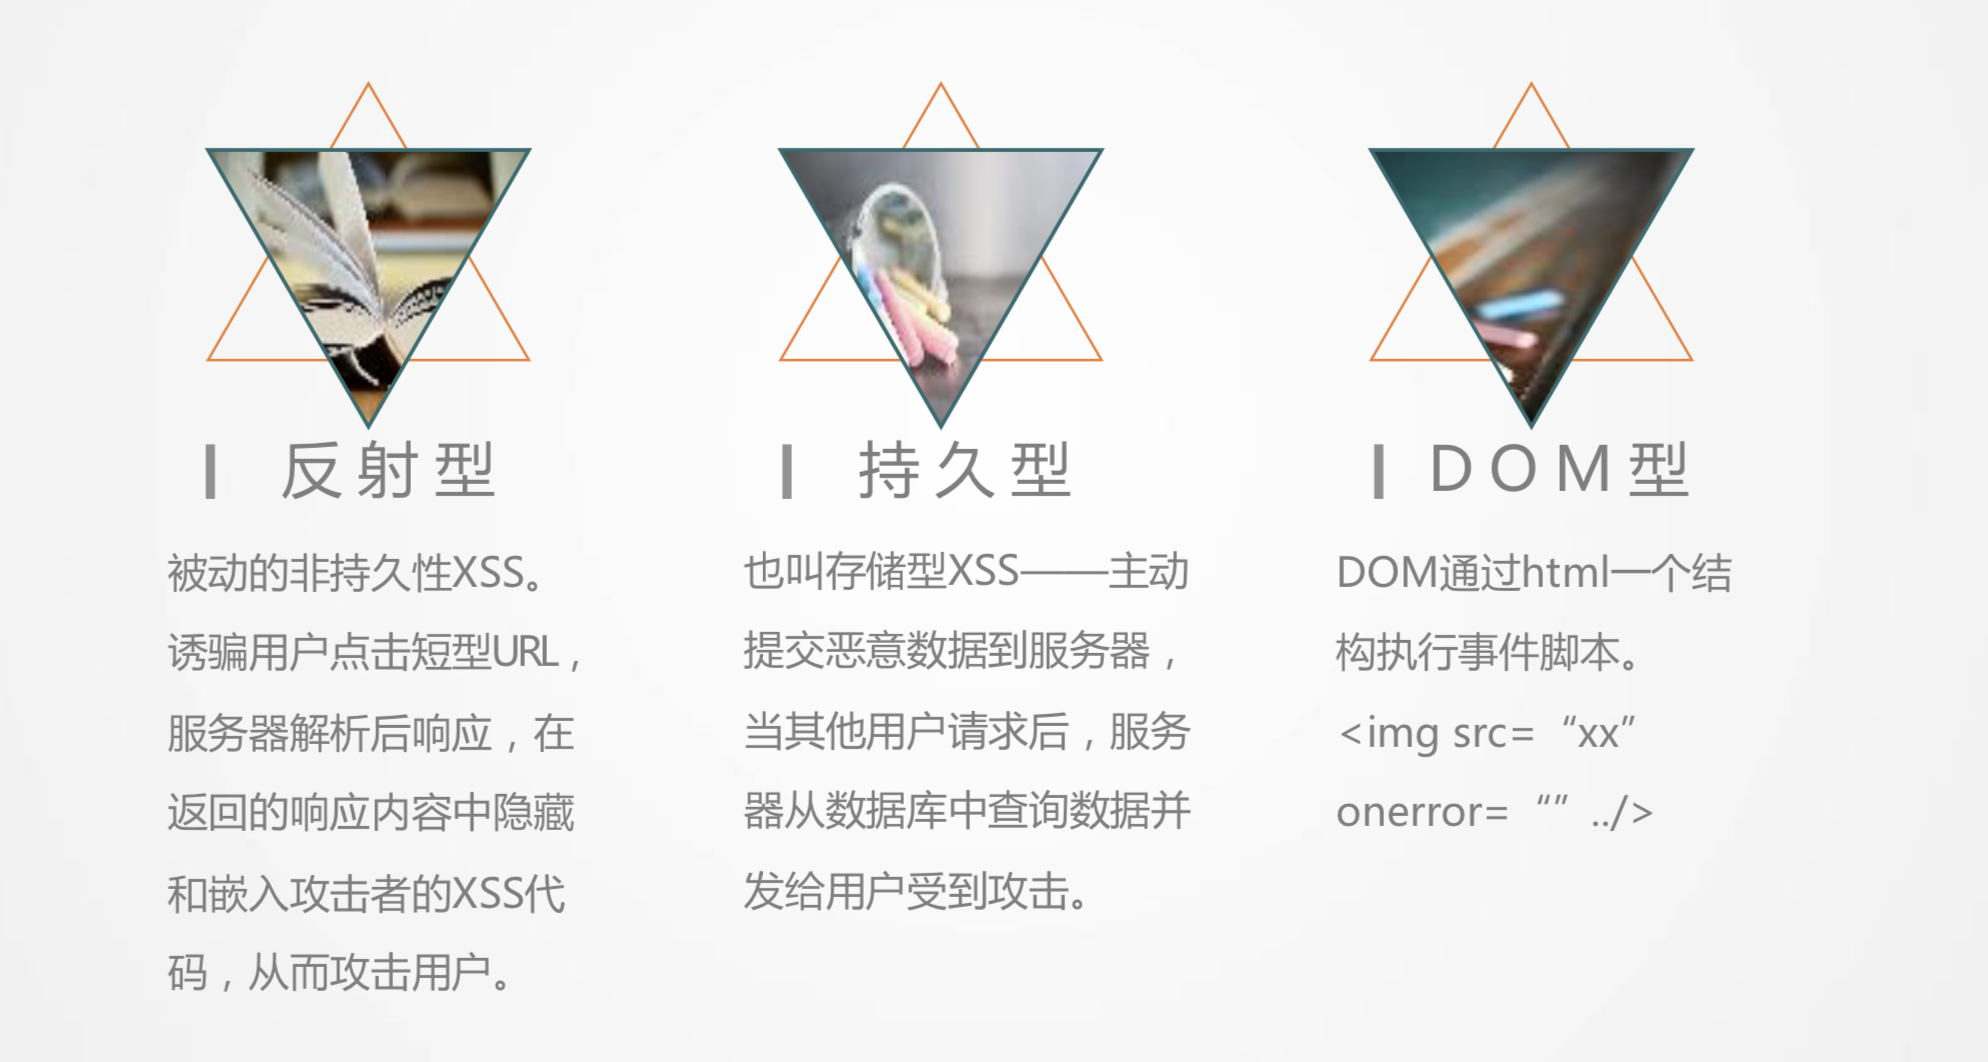 反射型
被动的非持久性XSS。
诱骗用户点击短型URL，
服务器解析后响应，在
返回的响应内容中隐藏
和嵌入攻击者的XSS代
码，从而攻击用户。
持久型
也叫存储型XSS——主动
提交恶意数据到服务器，
当其他用户请求后，服务
器从数据库中查询数据并
发给用户受到攻击。
DOM型
DOM通过html一个结
构执行事件脚本。
<img src=“xx”
onerror=“”../>